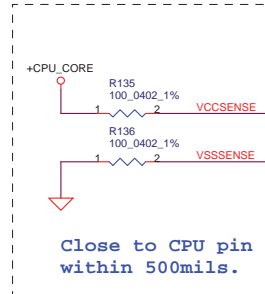 +CPU_CORE
R135
100_0402_1%
1 2 VCCSENSE
R136
100_0402_1%
1 2 VSSSENSE
Close to CPU pin
within 500mils.